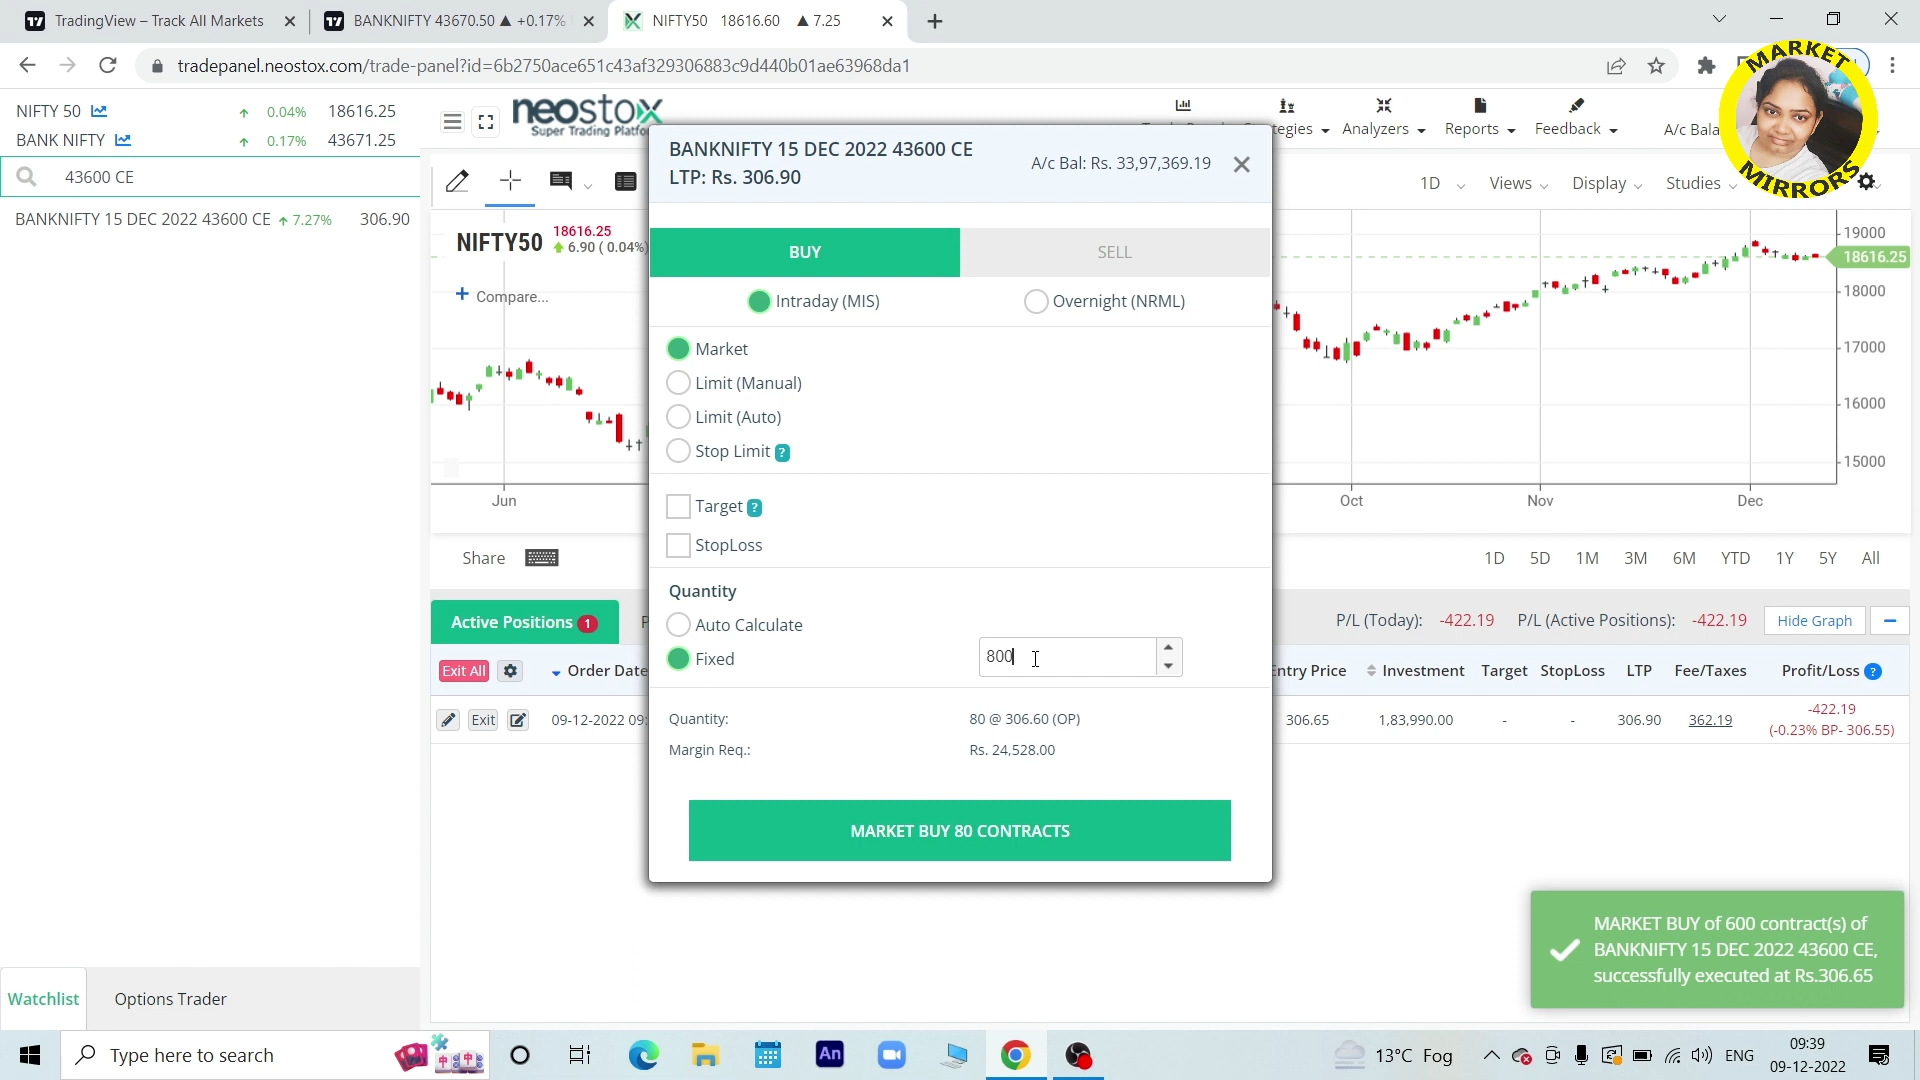 TradingView – Track All Markets
BANKNIFTY 43670.50 ▲ +0.17%
NIFTY50 18616.60 ▲ 7.25
tradepanel.neostox.com/trade-panel?id=6b2750ace651c43af329306883c9d440b01ae63968da1
MARKET
MIRRORS
NIFTY 50 ↑ 0.04% 18616.25
BANK NIFTY ↑ 0.17% 43671.25
43600 CE
BANKNIFTY 15 DEC 2022 43600 CE ↑ 7.27% 306.90
neostox
Super Trading Platfo
tegies
Analyzers
Reports
Feedback
A/c Bala
1D
Views
Display
Studies
NIFTY50
18616.25
6.90 ( 0.04%)
+ Compare...
BANKNIFTY 15 DEC 2022 43600 CE
LTP: Rs. 306.90
A/c Bal: Rs. 33,97,369.19
BUY
SELL
Intraday (MIS)
Overnight (NRML)
Market
Limit (Manual)
Limit (Auto)
Stop Limit ?
Target ?
StopLoss
Quantity
Auto Calculate
Fixed
800
Quantity: 80 @ 306.60 (OP)
Margin Req.: Rs. 24,528.00
MARKET BUY 80 CONTRACTS
19000
18616.25
18000
17000
16000
15000
Jun
Oct
Nov
Dec
Share
1D 5D 1M 3M 6M YTD 1Y 5Y All
Active Positions 1
P/L (Today): -422.19 P/L (Active Positions): -422.19
Hide Graph
Exit All
Order Date
ntry Price
Investment
Target
StopLoss
LTP
Fee/Taxes
Profit/Loss ?
Exit
09-12-2022 09:
306.65
1,83,990.00
-
-
306.90
362.19
-422.19
(-0.23% BP- 306.55)
MARKET BUY of 600 contract(s) of
BANKNIFTY 15 DEC 2022 43600 CE,
successfully executed at Rs.306.65
Watchlist
Options Trader
Type here to search
An
13°C Fog
ENG
09:39
09-12-2022